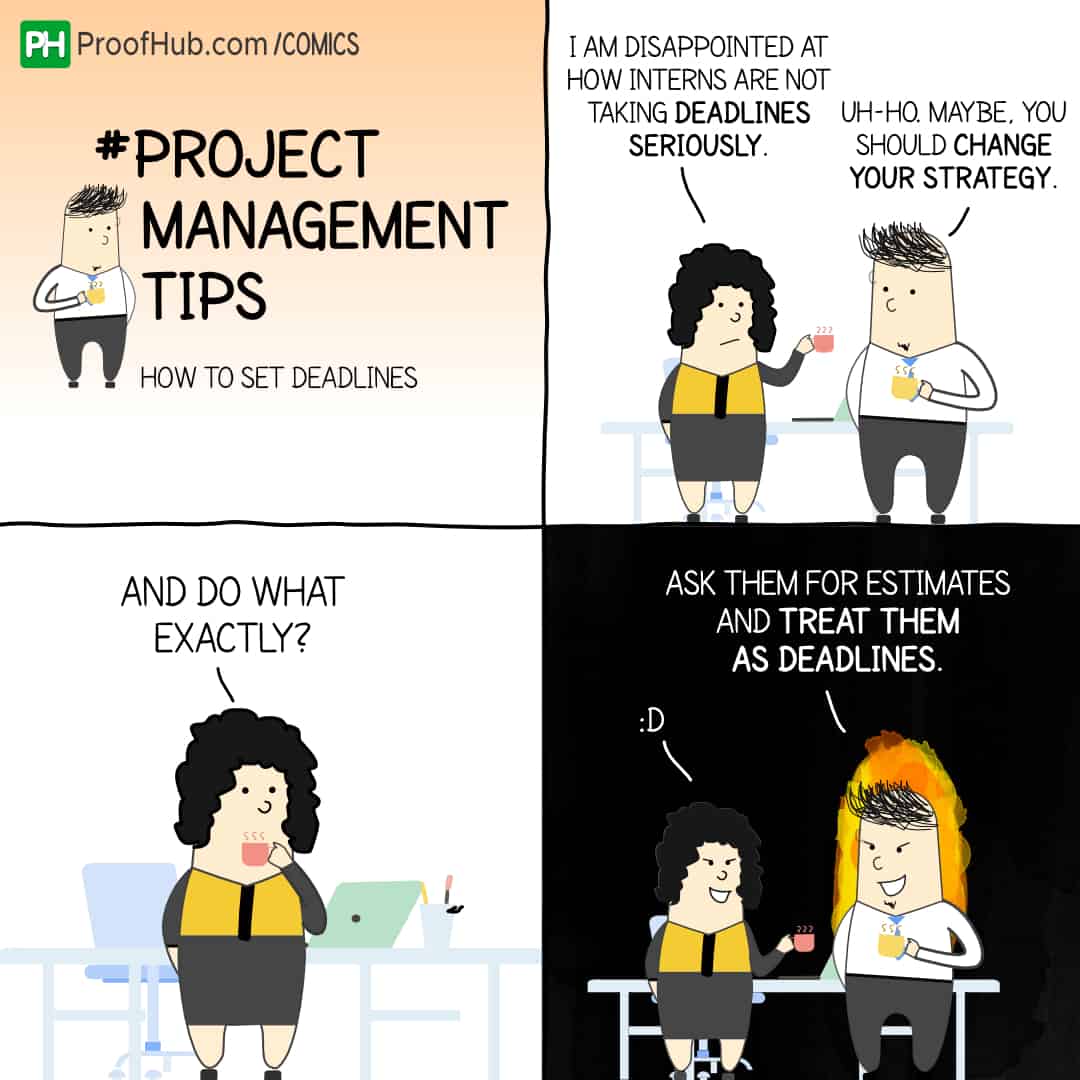 PH ProofHub.com /COMICS
#PROJECT
MANAGEMENT
TIPS
HOW TO SET DEADLINES
I AM DISAPPOINTED AT
HOW INTERNS ARE NOT
TAKING DEADLINES
SERIOUSLY.
UH-HO. MAYBE, YOU
SHOULD CHANGE
YOUR STRATEGY.
AND DO WHAT
EXACTLY?
ASK THEM FOR ESTIMATES
AND TREAT THEM
AS DEADLINES.
:D